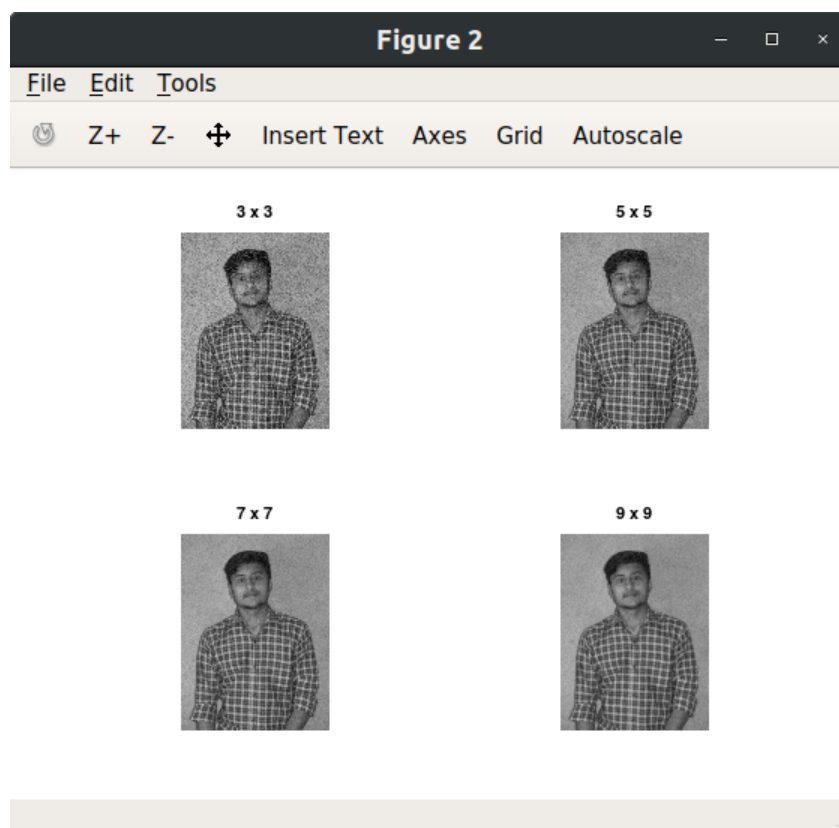 Figure 2
File Edit Tools
Z+ Z- Insert Text Axes Grid Autoscale
3 x 3
5 x 5
7 x 7
9 x 9